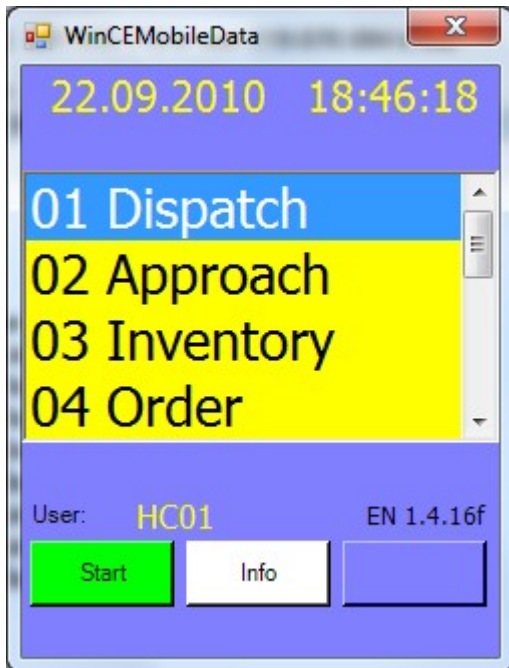 WinCEMobileData
22.09.2010 18:46:18
01 Dispatch
02 Approach
03 Inventory
04 Order
User: HC01 EN 1.4.16f
Start Info